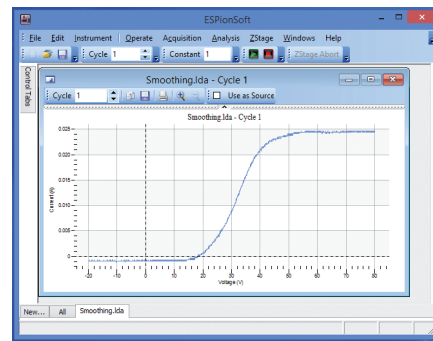 ESPionSoft
File Edit Instrument Operate Acquisition Analysis ZStage Windows Help
Cycle 1 Constant 1 ZStage Abort
Control Tabs
Smoothing.lda - Cycle 1
Cycle 1 Use as Source
Smoothing.lda - Cycle 1
0.025
0.020
0.015
0.010
0.005
0
Current (A)
-20 -10 0 10 20 30 40 50 60 70 80
Voltage (V)
New... All Smoothing.lda